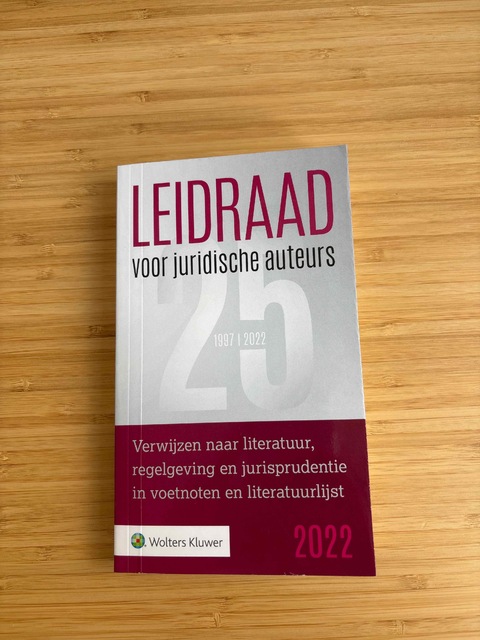 LEIDRAAD
voor juridische auteurs
25
1997 | 2022
Verwijzen naar literatuur,
regelgeving en jurisprudentie
in voetnoten en literatuurlijst
Wolters Kluwer
2022